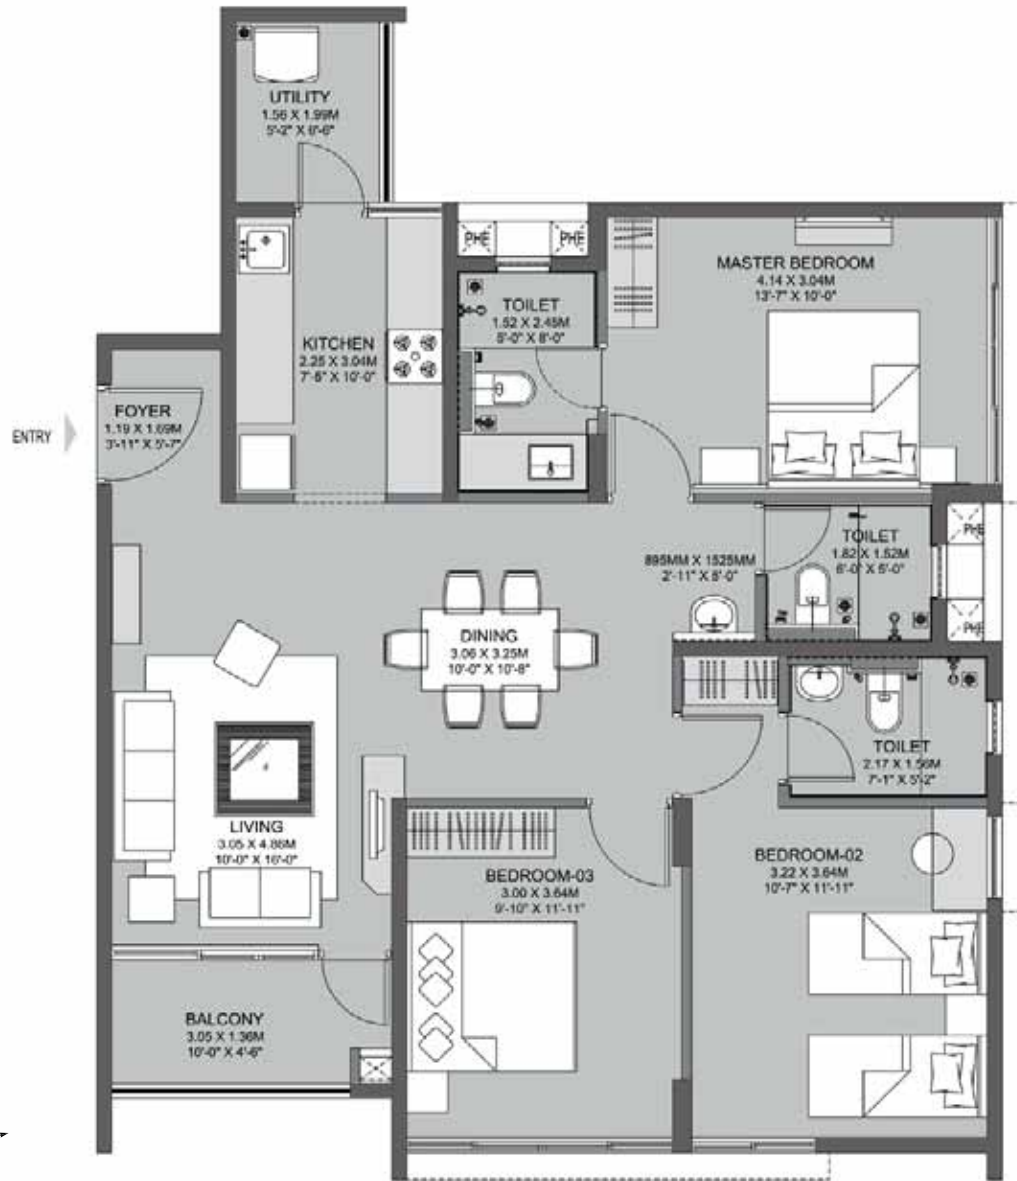 UTILITY
1.56 X 1.99M
5'-2" X 6'-6"
PHE
PHE
MASTER BEDROOM
4.14 X 3.04M
13'-7" X 10'-0"
TOILET
1.52 X 2.45M
5'-0" X 8'-0"
KITCHEN
2.25 X 3.04M
7'-5" X 10'-0"
FOYER
1.19 X 1.69M
3'-11" X 5'-7"
ENTRY
TOILET
1.82 X 1.52M
6'-0" X 5'-0"
PHE
PHE
895MM X 1525MM
2'-11" X 5'-0"
DINING
3.06 X 3.25M
10'-0" X 10'-8"
TOILET
2.17 X 1.56M
7'-1" X 5'-2"
LIVING
3.05 X 4.86M
10'-0" X 16'-0"
BEDROOM-02
3.22 X 3.64M
10'-7" X 11'-11"
BEDROOM-03
3.00 X 3.64M
9'-10" X 11'-11"
BALCONY
3.05 X 1.36M
10'-0" X 4'-6"